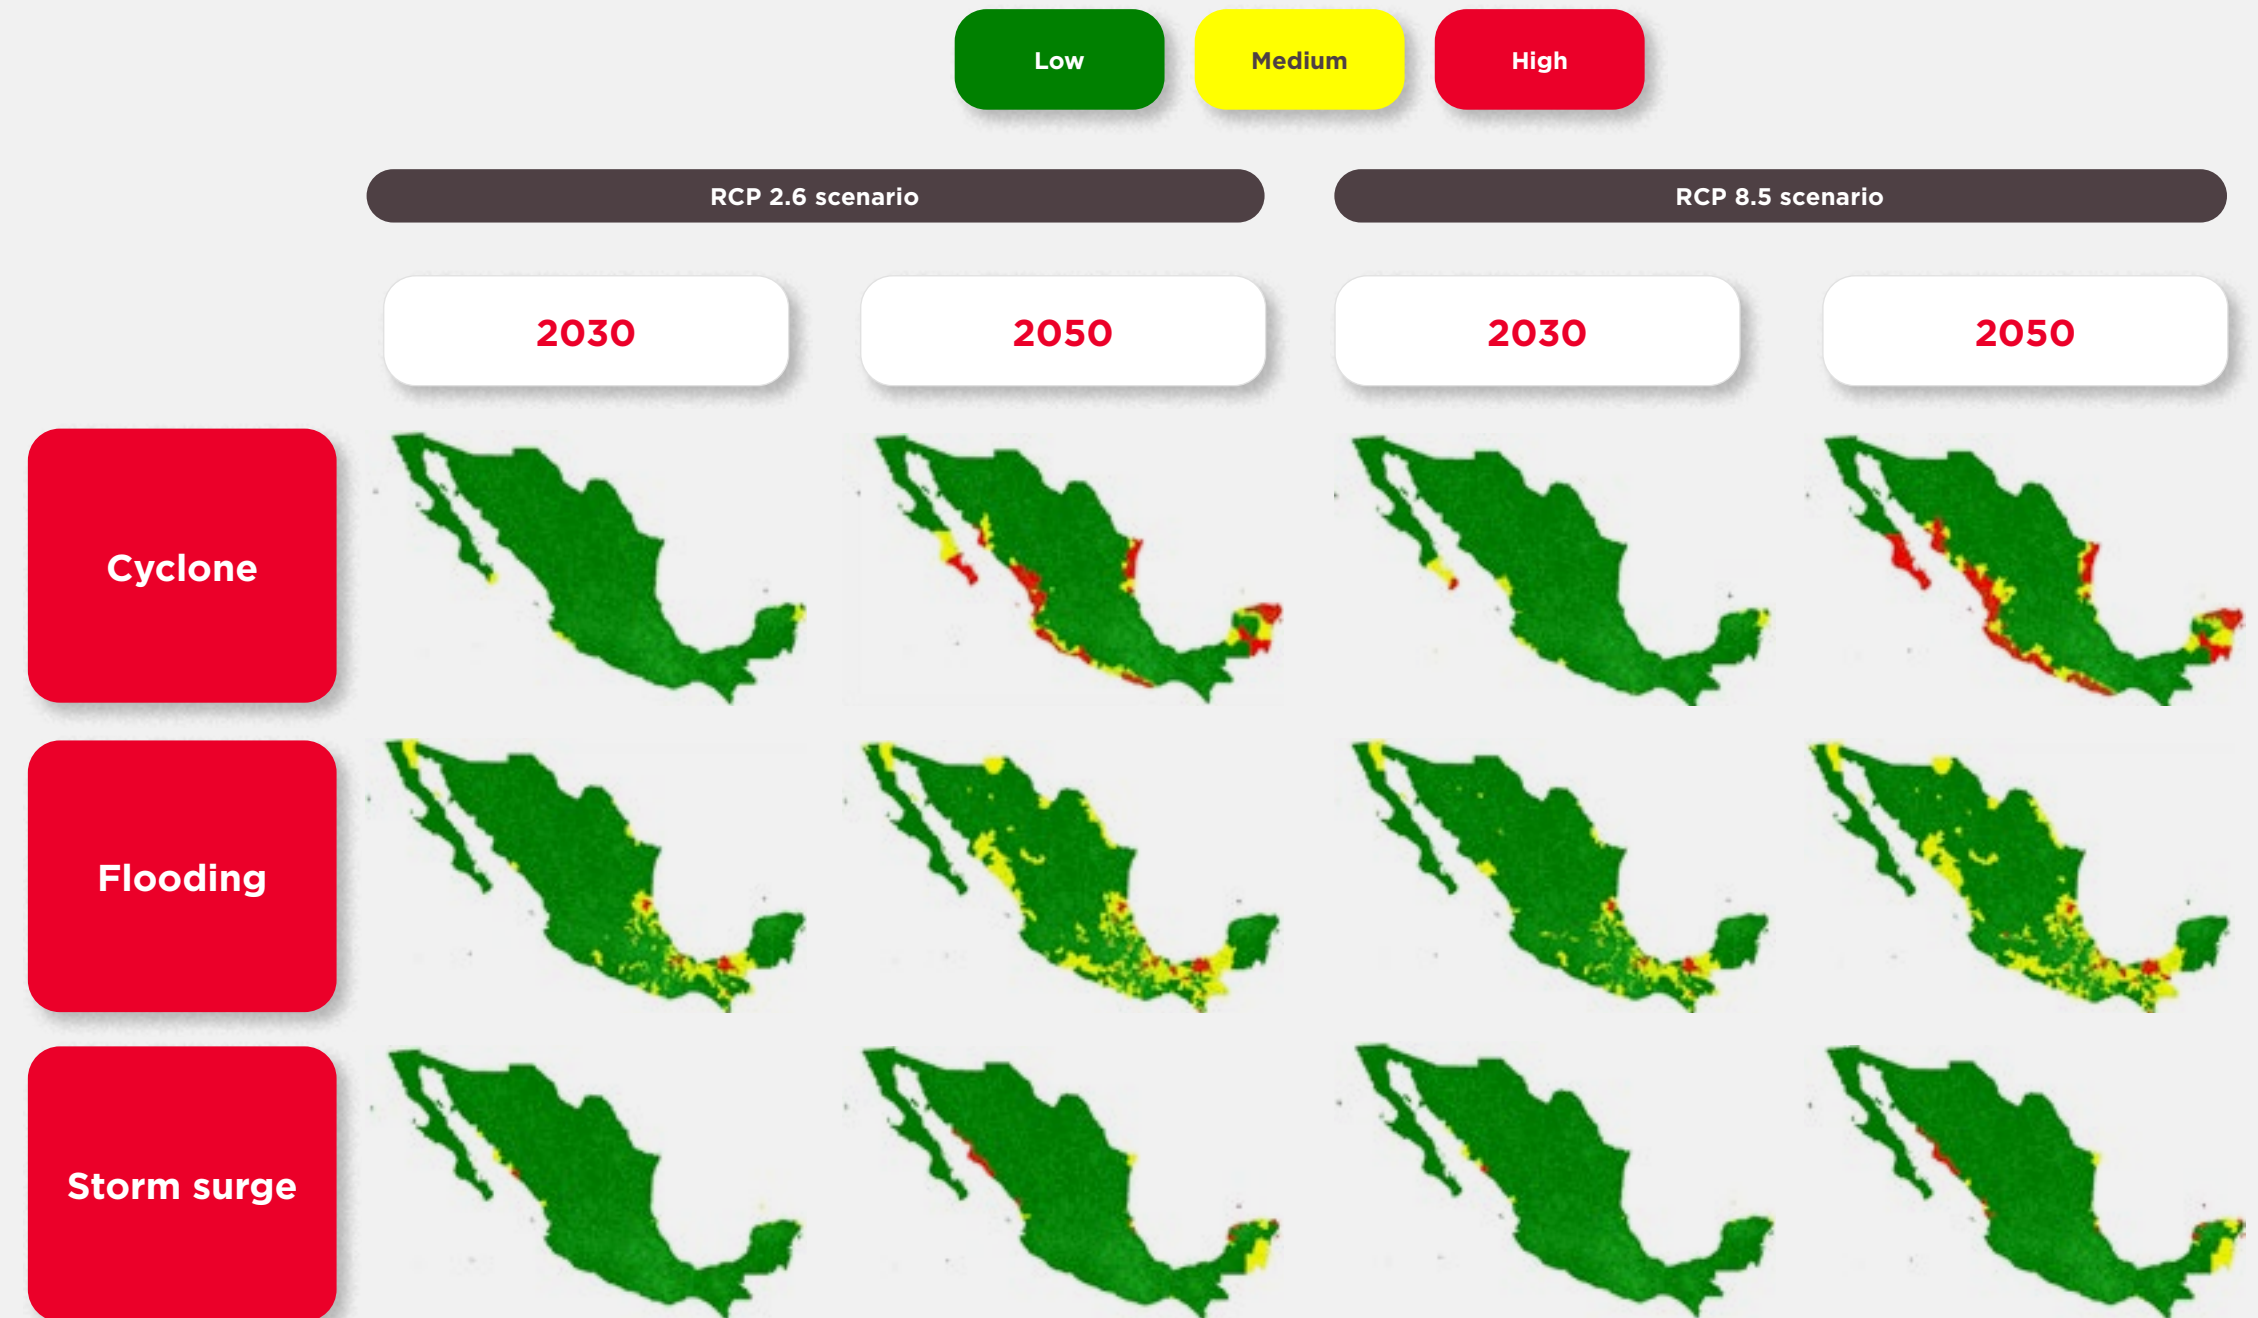 Low
Medium
High
RCP 2.6 scenario
RCP 8.5 scenario
2030
2050
2030
2050
Cyclone
Flooding
Storm surge